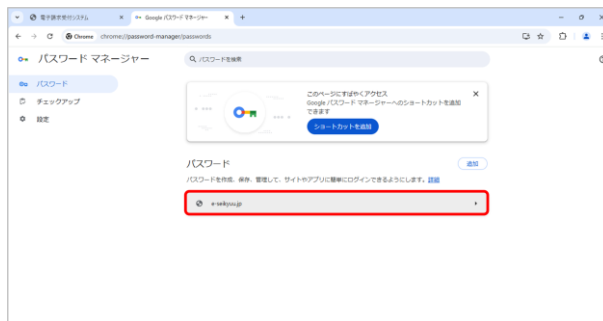 電子請求受付システム
Google パスワード マネージャー
Chrome
chrome://password-manager/passwords
パスワード マネージャー
パスワードを検索
パスワード
チェックアップ
設定
このページにすばやくアクセス
Google パスワード マネージャーへのショートカットを追加
できます
ショートカットを追加
パスワード
追加
パスワードを作成、保存、管理して、サイトやアプリに簡単にログインできるようにします。詳細
e-seikyuu.jp